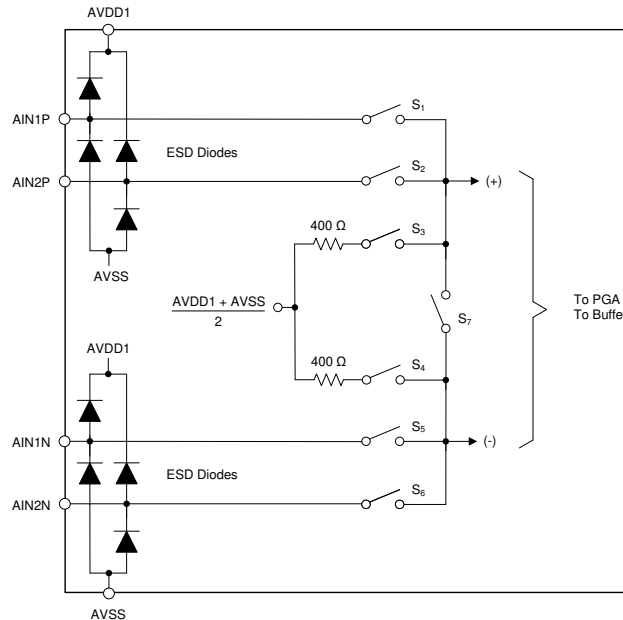 AVDD1
AIN1P
S1
ESD Diodes
AIN2P
S2
(+)
400 Ω
S3
AVSS
AVDD1 + AVSS
2
S7
To PGA
To Buffe
AVDD1
400 Ω
S4
AIN1N
S5
(-)
ESD Diodes
AIN2N
S6
AVSS